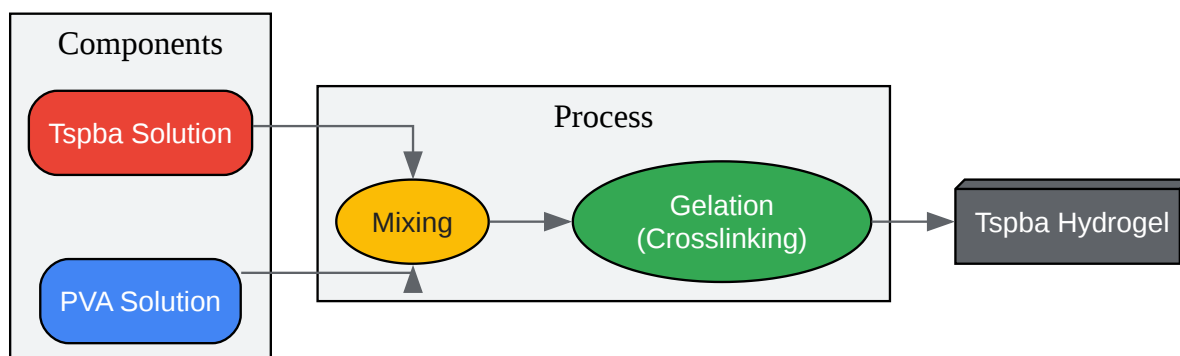 Components
Tspba Solution
PVA Solution
Process
Mixing
Gelation
(Crosslinking)
Tspba Hydrogel